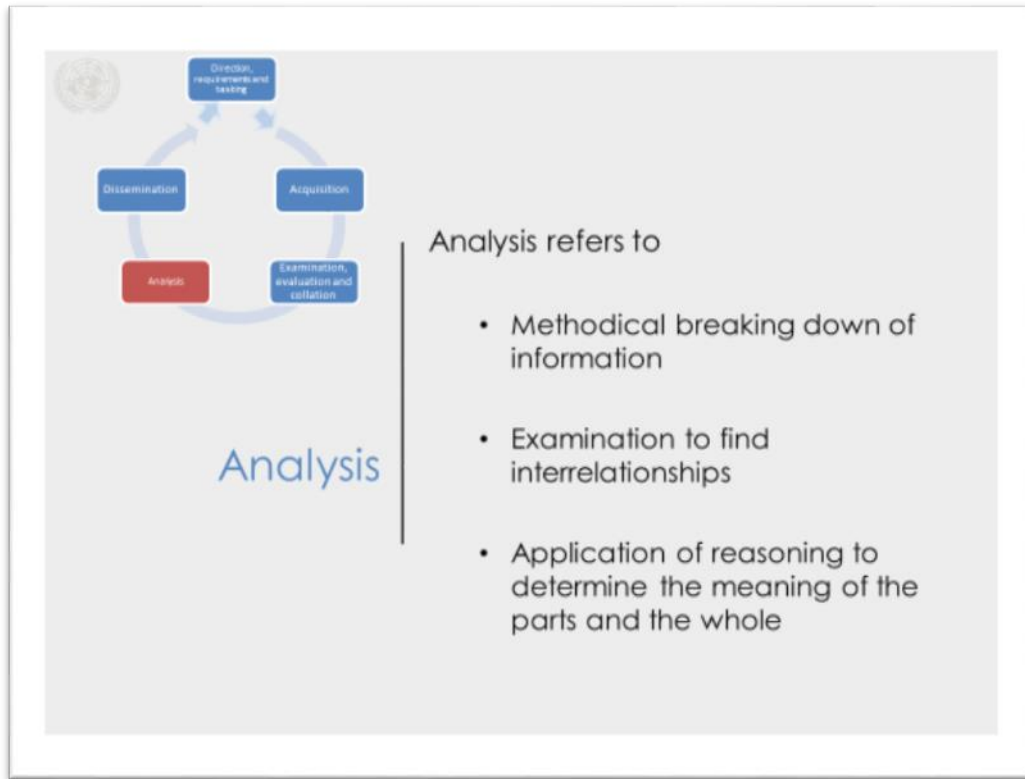 Direction,
requirements and
tasking
Dissemination
Acquisition
Analysis
Examination,
evaluation and
collation
Analysis
Analysis refers to
• Methodical breaking down of
information
• Examination to find
interrelationships
• Application of reasoning to
determine the meaning of the
parts and the whole